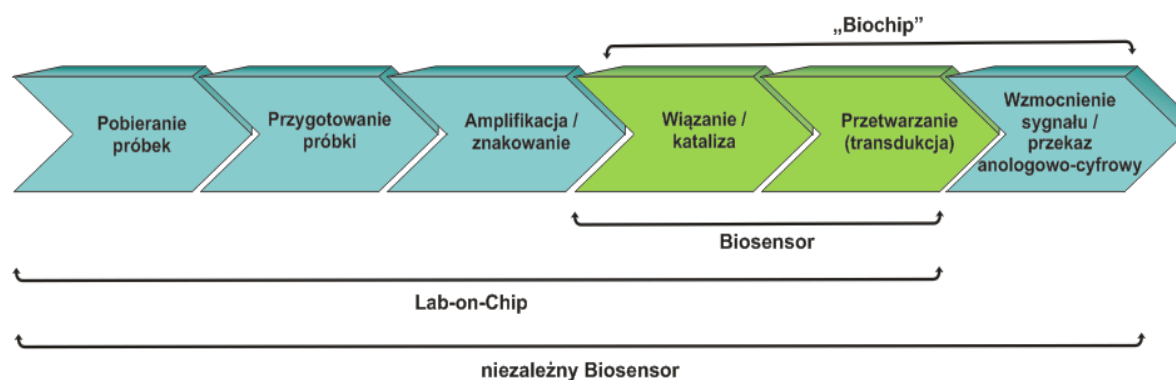 „Biochip”
Pobieranie
próbek
Przygotowanie
próbki
Amplifikacja /
znakowanie
Wiązanie /
kataliza
Przetwarzanie
(transdukcja)
Wzmocnienie
sygnału /
przekaz
anologowo-cyfrowy
Biosensor
Lab-on-Chip
niezależny Biosensor